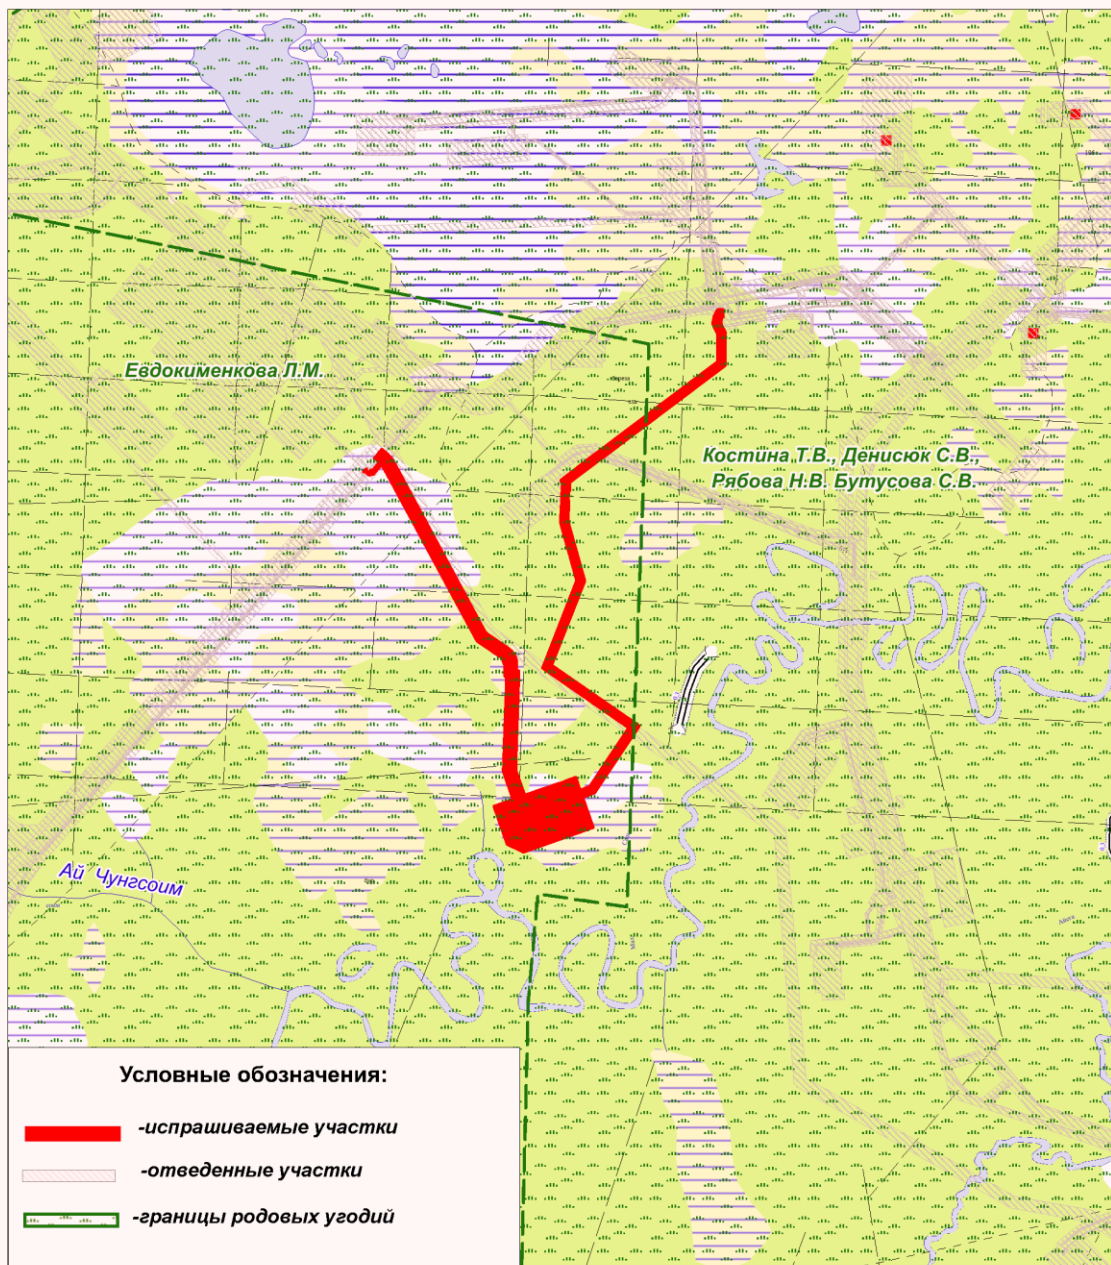 Евдокименкова Л.М.
Костина Т.В., Денисюк С.В.,
Рябова Н.В. Бутусова С.В.
Ай Чунгсоим
Условные обозначения:
-испрашиваемые участки
-отведенные участки
-границы родовых угодий